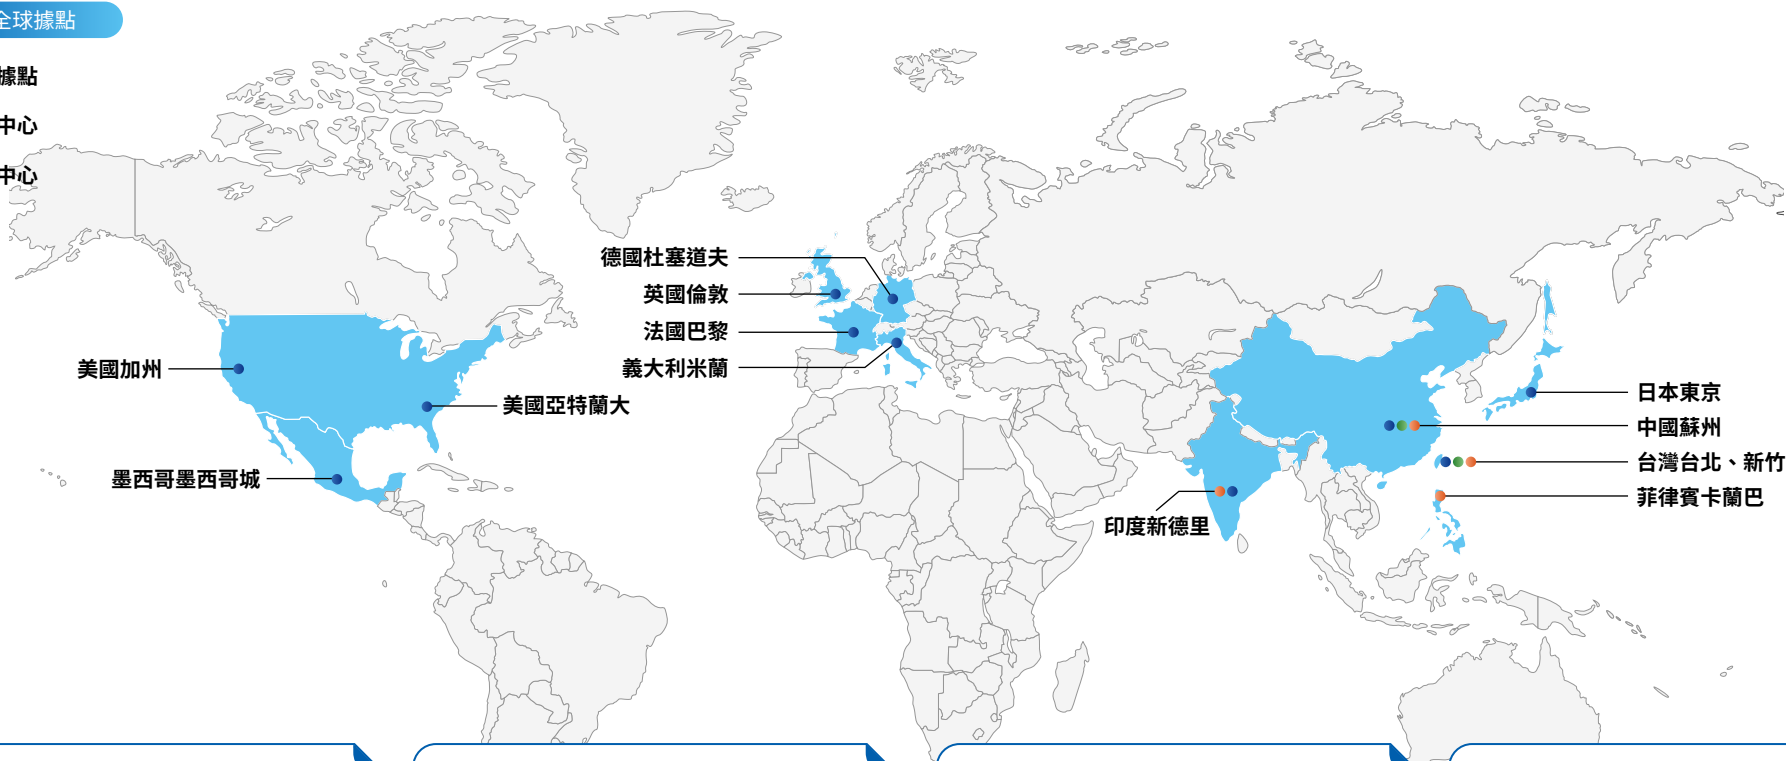 全球據點
據點
中心
中心
德國杜塞道夫
英國倫敦
法國巴黎
義大利米蘭
美國加州
美國亞特蘭大
墨西哥墨西哥城
日本東京
中國蘇州
台灣台北、新竹
菲律賓卡蘭巴
印度新德里